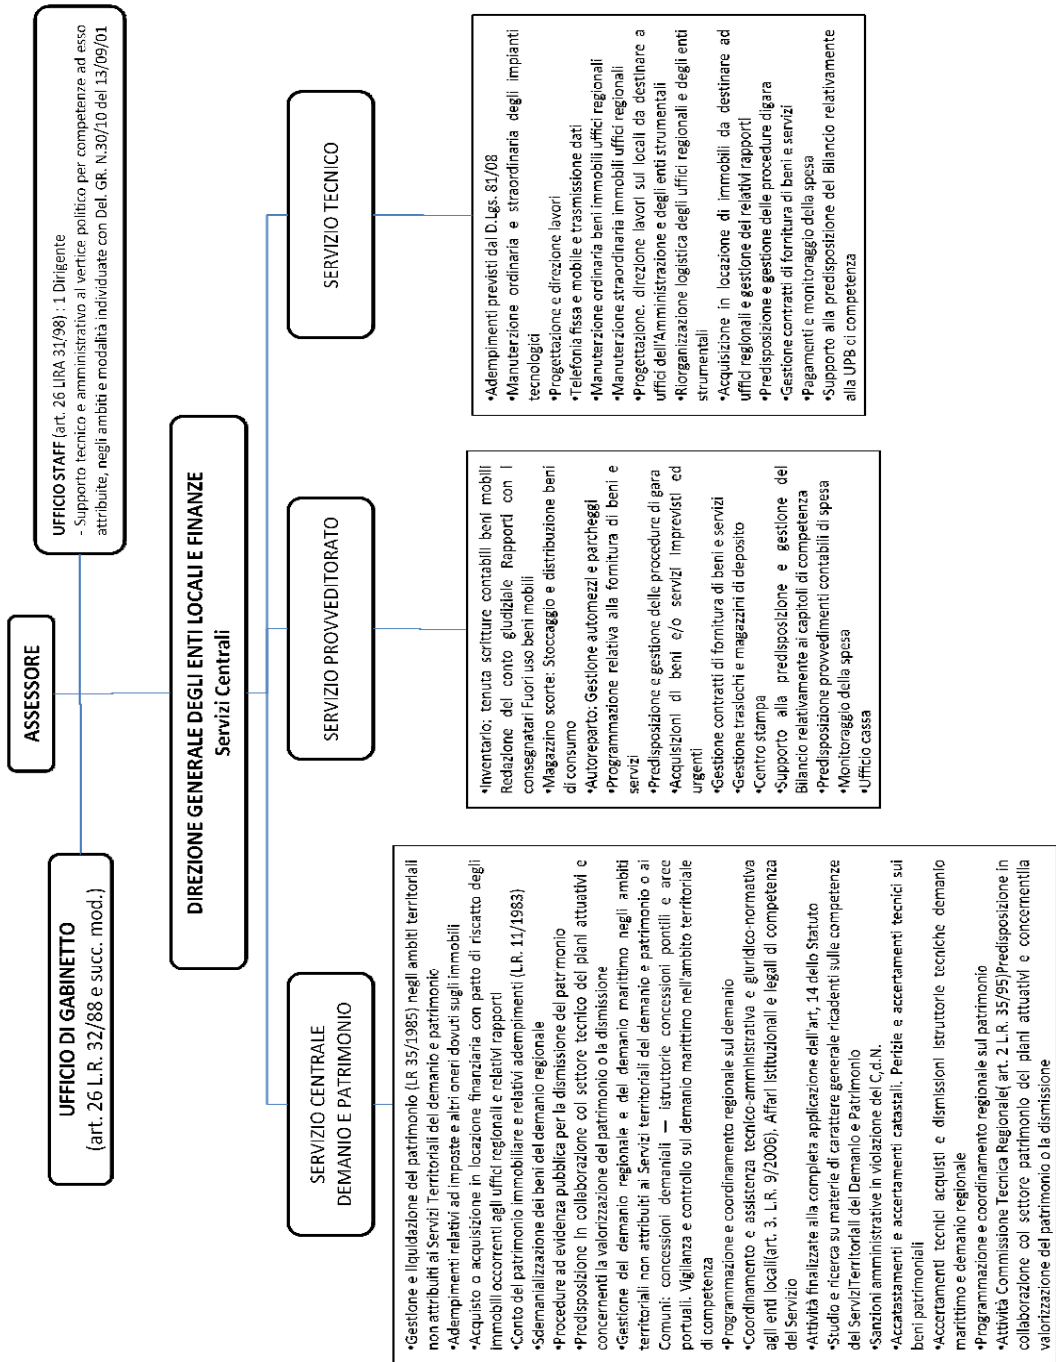 ASSESSORE
UFFICIO DI GABINETTO
(art. 26 L.R. 32/88 e succ. mod.)
UFFICIO STAFF (art. 26 LIRA 31/98) : 1 Dirigente
- Supporto tecnico e amministrativo al vertice politico per competenze ad esso
attribuite, negli ambiti e modalità individuate con Del. GR. N.30/10 del 13/09/01
DIREZIONE GENERALE DEGLI ENTI LOCALI E FINANZE
Servizi Centrali
SERVIZIO CENTRALE
DEMANIO E PATRIMONIO
•Gestione e liquidazione del patrimonio (LR 35/1985) negli ambiti territoriali
non attribuiti ai Servizi Territoriali del demanio e patrimonio
•Adempimenti relativi ad imposte e altri oneri dovuti sugli immobili
•Acquisto o acquisizione in locazione finanziaria con patto di riscatto degli
immobili occorrenti agli uffici regionali e relativi rapporti
•Conto del patrimonio immobiliare e relativi adempimenti (L.R. 11/1983)
•Sdemanializzazione dei beni del demanio regionale
•Procedure ad evidenza pubblica per la dismissione del patrimonio
•Predisposizione in collaborazione col settore tecnico dei plani attuativi e
concernenti la valorizzazione del patrimonio o la dismissione
•Gestione del demanio regionale e del demanio marittimo negli ambiti
territoriali non attribuiti ai Servizi territoriali del demanio e patrimonio o ai
Comuni: concessioni demaniali — istruttorie concessioni pontili e aree
portuali. Vigilanza e controllo sul demanio marittimo nell'ambito territoriale
di competenza
•Programmazione e coordinamento regionale sul demanio
•Coordinamento e assistenza tecnico-amministrativa e giuridico-normativa
agli enti locali(art. 3. L.R. 9/2006). Affari Istituzionali e legali di competenza
del Servizio
•Attività finalizzate alla completa applicazione dell'art, 14 dello Statuto
•Studio e ricerca su materie di carattere generale ricadenti sulle competenze
dei ServiziTerritoriali del Demanio e Patrimonio
•Sanzioni amministrative in violazione del C,d.N.
•Accatastamenti e accertamenti catastali. Perizie e accertamenti tecnici sui
beni patrimoniali
•Accertamenti tecnici acquisti e dismissioni istruttorie tecniche demanio
marittimo e demanio regionale
•Programmazione e coordinamento regionale sul patrimonio
•Attività Commissione Tecnica Regionale( art. 2 L.R. 35/95)Predisposizione in
collaborazione col settore patrimonio dei plani attuativi e concernentila
valorizzazione del patrimonio o la dismissione
SERVIZIO PROVVEDITORATO
•Inventario: tenuta scritture contabili beni mobili
Redazione del conto giudiziale Rapporti con I
consegnatari Fuori uso beni mobili
•Magazzino scorte: Stoccaggio e distribuzione beni
di consumo
•Autoreparto: Gestione automezzi e parcheggi
•Programmazione relativa alla fornitura di beni e
servizi
•Predisposizione e gestione delle procedure di gara
•Acquisizioni di beni e/o servizi Imprevisti ed
urgenti
•Gestione contratti di fornitura di beni e servizi
•Gestione traslochi e magazzini di deposito
•Centro stampa
•Supporto alla predisposizione e gestione del
Bilancio relativamente ai capitoli di competenza
•Predisposizione provvedimenti contabili di spesa
•Monitoraggio della spesa
•Ufficio cassa
SERVIZIO TECNICO
•Adempimenti previsti dal D.Lgs. 81/08
•Manuterzione ordinaria e straordinaria degli impianti
tecnologici
•Progettazione e direzione lavori
•Telefonia fissa e mobile e trasmissione dati
•Manuterzione ordinaria beni immobili uffici regionali
•Manuterzione straordinaria immobili uffici regionali
•Progettazione. direzione lavori sul locali da destinare a
uffici dell'Amministrazione e degli enti strumentali
•Riorganizzazione logistica degli uffici regionali e degli enti
strumentali
•Acquisizione in locazione di immobili da destinare ad
uffici regionali e gestione dei relativi rapporti
•Predisposizione e gestione delle procedure digara
•Gestione contratti di fornitura di beni e servizi
•Pagamenti e monitoraggio della spesa
•Supporto alla predisposizione del Bilancio relativamente
alla UPB ci competenza